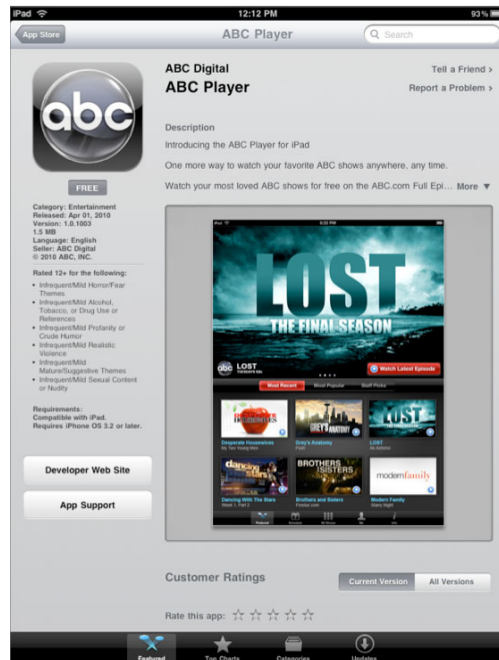 iPad 12:12 PM 93%
App Store ABC Player Search
abc
FREE
Category: Entertainment
Released: Apr 01, 2010
Version: 1.0.1003
1.5 MB
Language: English
Seller: ABC Digital
© 2010 ABC, INC.
Rated 12+ for the following:
• Infrequent/Mild Horror/Fear
Themes
• Infrequent/Mild Alcohol,
Tobacco, or Drug Use or
References
• Infrequent/Mild Profanity or
Crude Humor
• Infrequent/Mild Realistic
Violence
• Infrequent/Mild
Mature/Suggestive Themes
• Infrequent/Mild Sexual Content
or Nudity
Requirements:
Compatible with iPad.
Requires iPhone OS 3.2 or later.
Developer Web Site
App Support
ABC Digital Tell a Friend >
ABC Player Report a Problem >
Description
Introducing the ABC Player for iPad
One more way to watch your favorite ABC shows anywhere, any time.
Watch your most loved ABC shows for free on the ABC.com Full Epi... More ▼
LOST
THE FINAL SEASON
abc LOST Watch Latest Episode
Most Recent Most Popular Staff Picks
GREY'S ANATOMY LOST
Desperate Housewives Grey's Anatomy LOST
dancing with the stars BROTHERS & SISTERS modern family
Dancing With The Stars Brothers and Sisters Modern Family
Featured
Customer Ratings Current Version All Versions
Rate this app:
Featured Top Charts Categories Updates